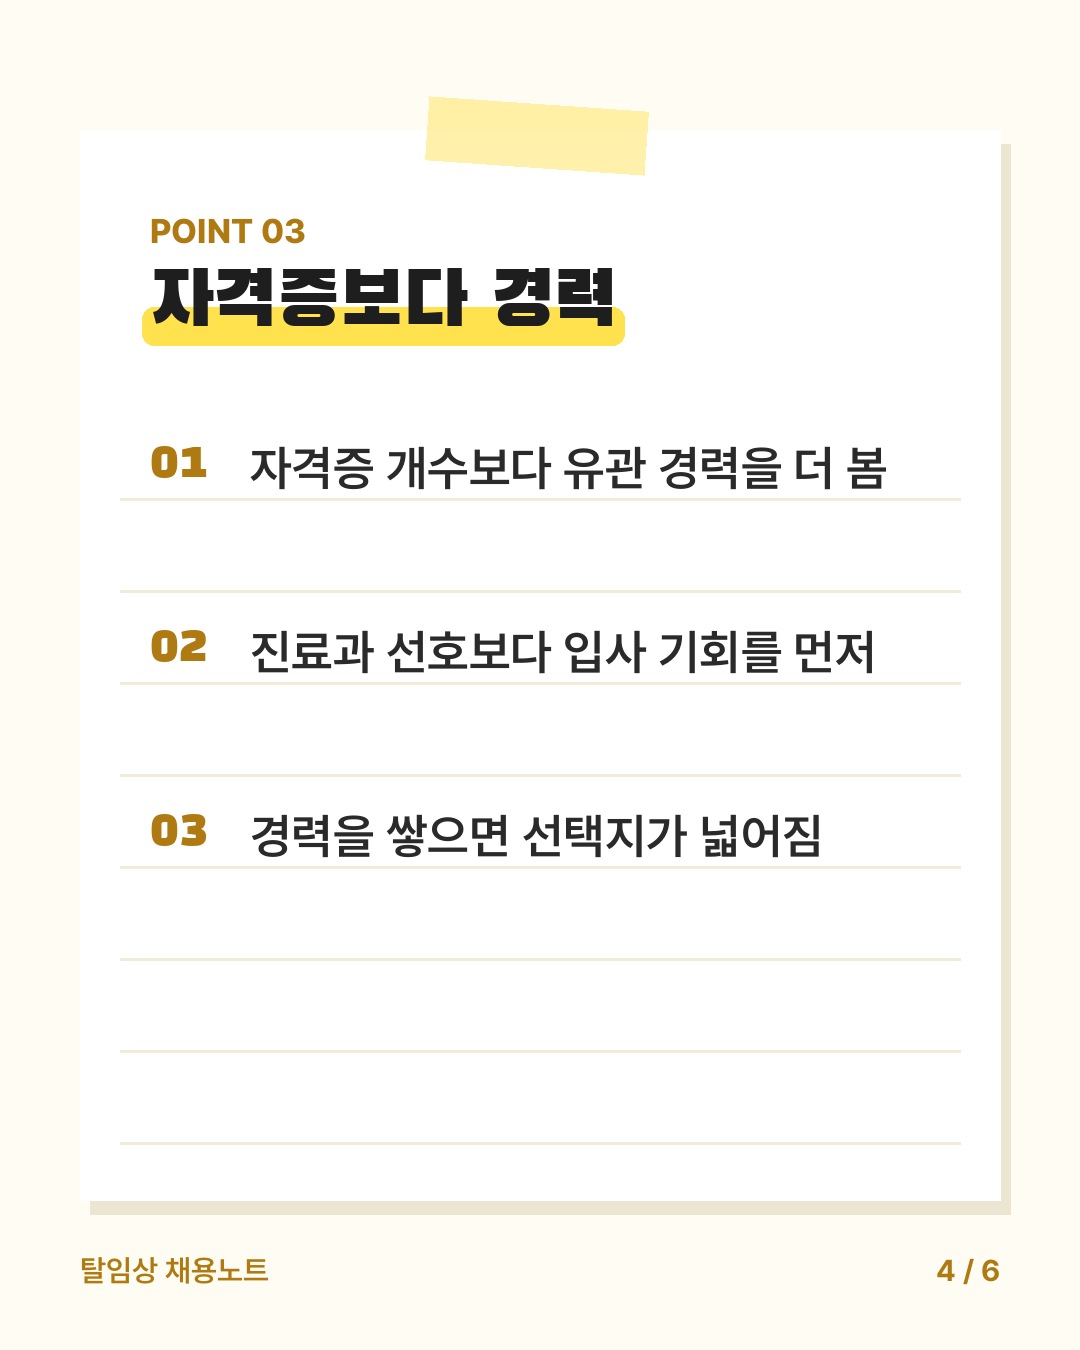 POINT 03
자격증보다 경력
01 자격증 개수보다 유관 경력을 더 봄
02 진료과 선호보다 입사 기회를 먼저
03 경력을 쌓으면 선택지가 넓어짐
탈임상 채용노트
4 / 6